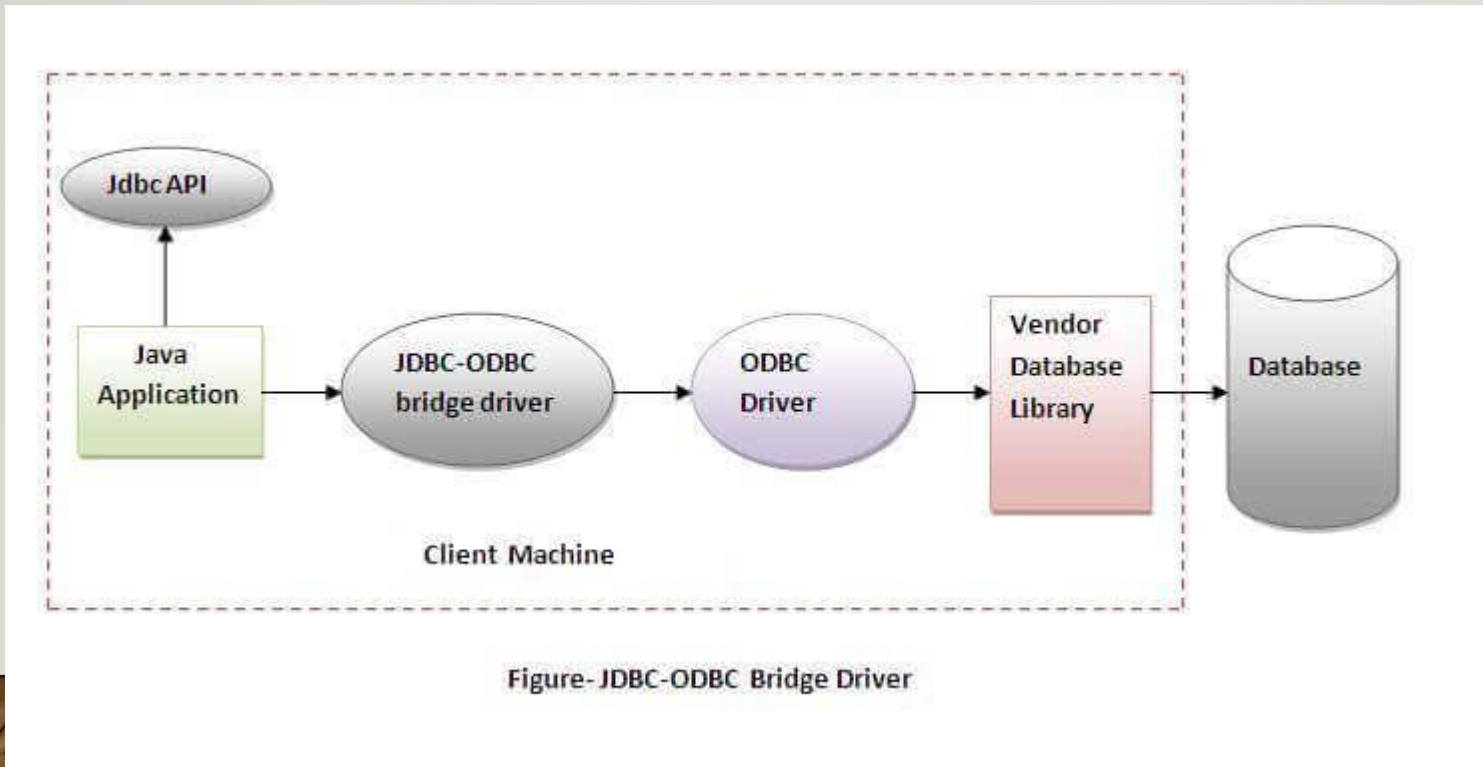 Jdbc API
Java
Application
JDBC-ODBC
bridge driver
ODBC
Driver
Vendor
Database
Library
Database
Client Machine
Figure- JDBC-ODBC Bridge Driver